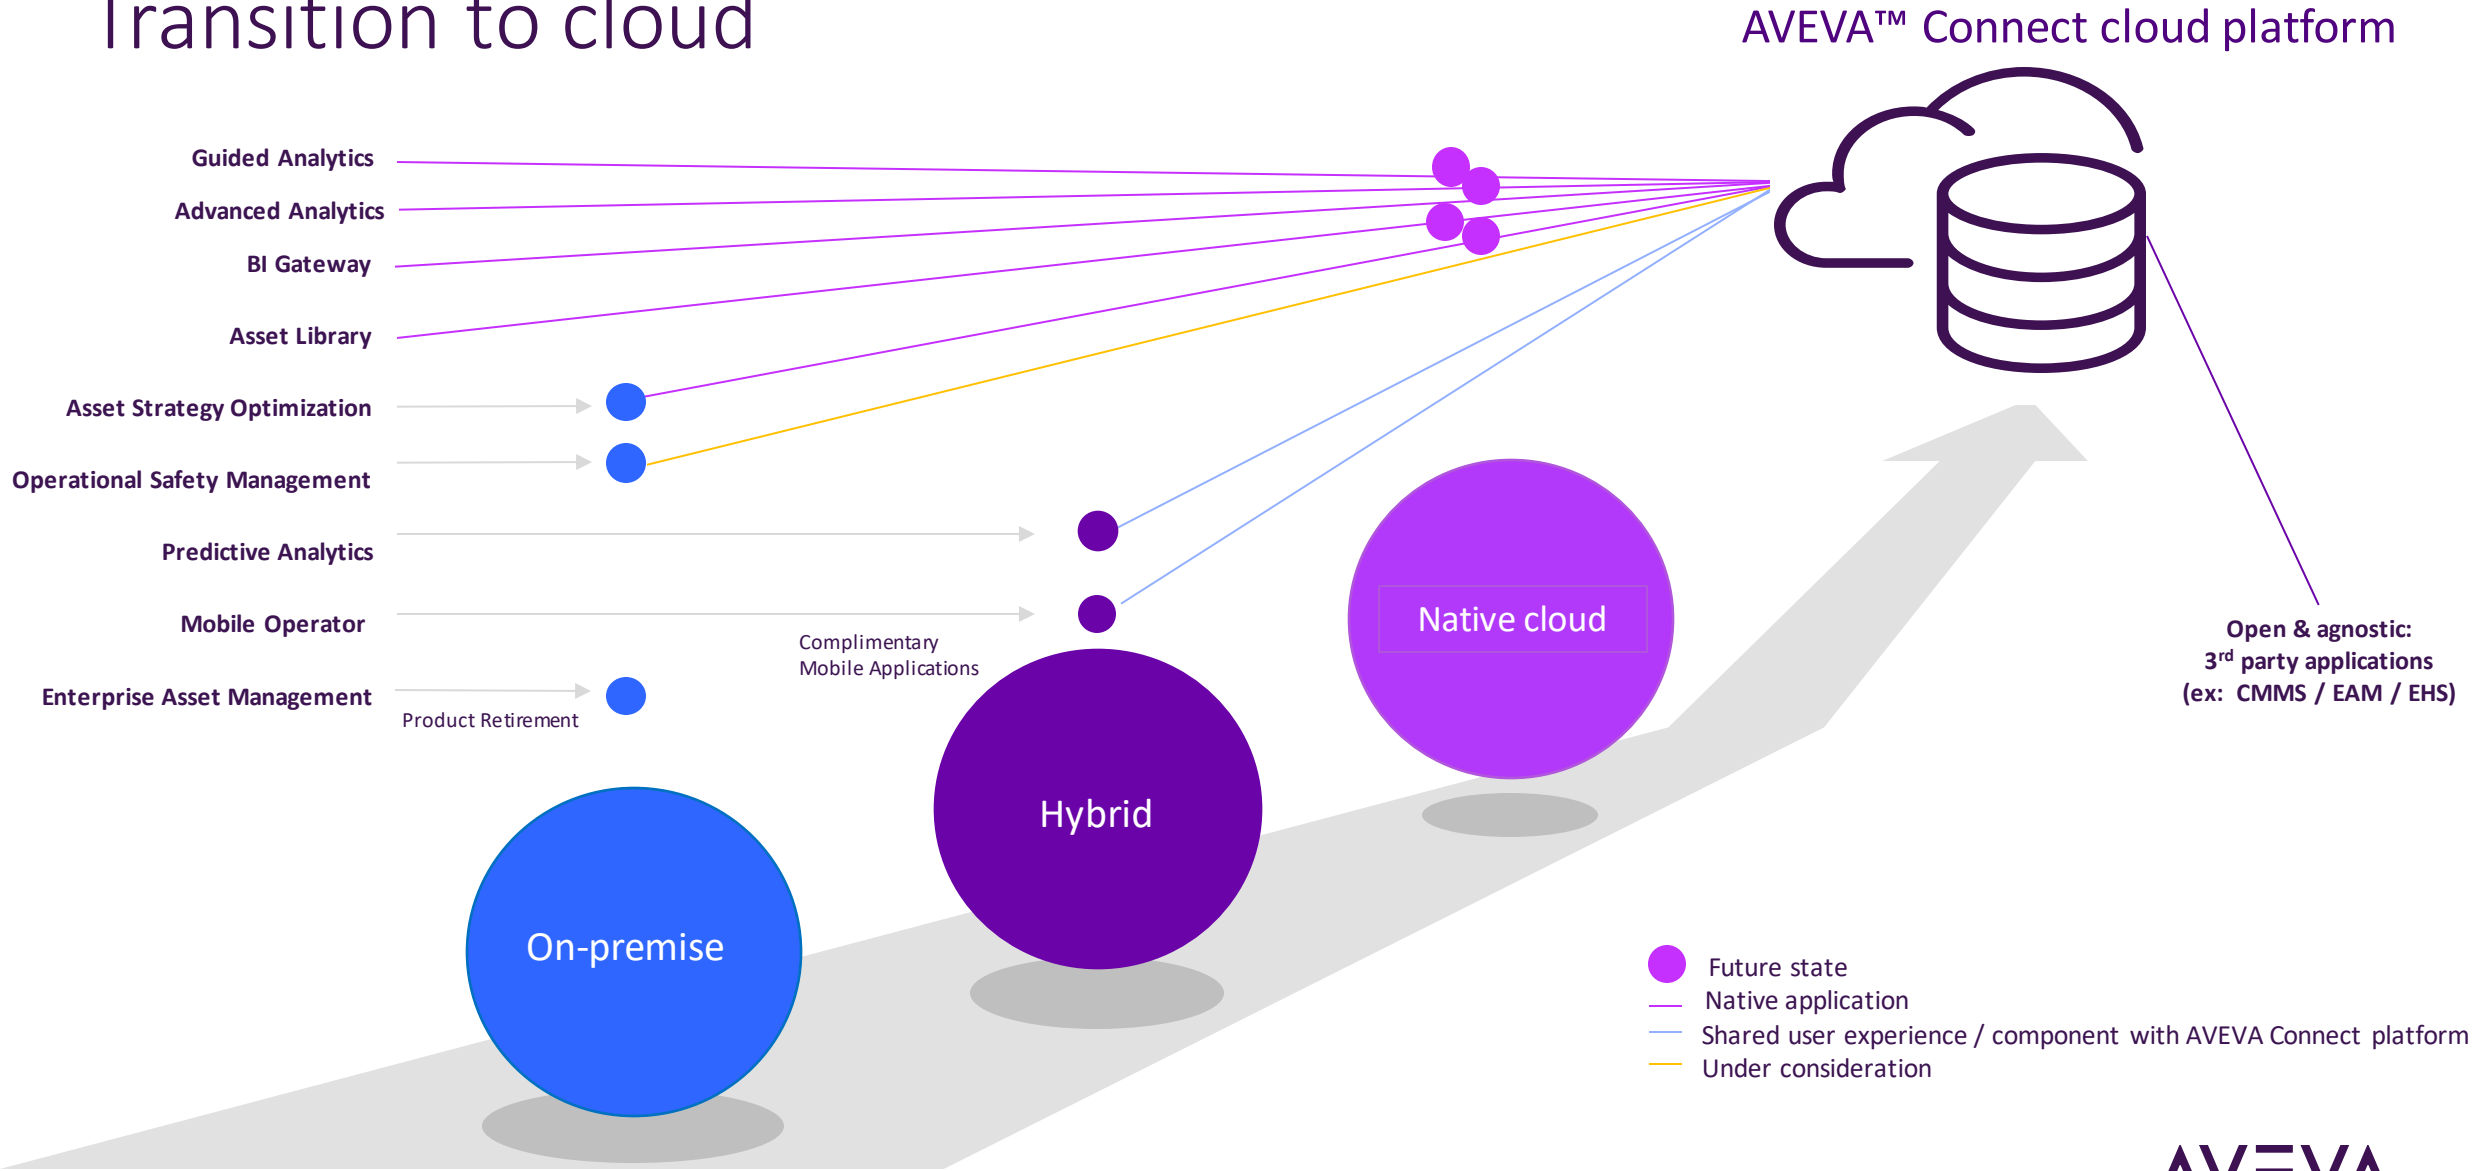 Transition to cloud
AVEVA™ Connect cloud platform
Guided Analytics
Advanced Analytics
BI Gateway
Asset Library
Asset Strategy Optimization
Operational Safety Management
Predictive Analytics
Mobile Operator
Complimentary
Mobile Applications
Enterprise Asset Management
Product Retirement
Native cloud
Hybrid
On-premise
Open & agnostic:
3rd party applications
(ex: CMMS / EAM / EHS)
Future state
Native application
Shared user experience / component with AVEVA Connect platform
Under consideration
AVEVA